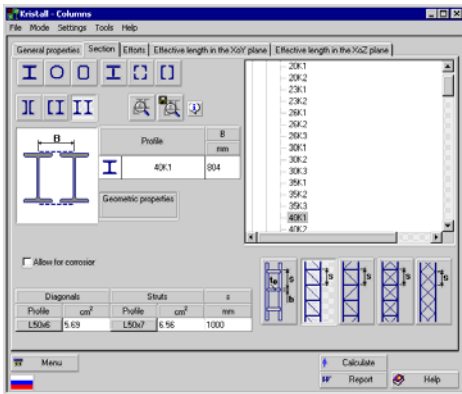 Kristall - Columns
File Mode Settings Tools Help
General properties Section Efforts Effective length in the XoY plane Effective length in the XoZ plane
20K1
20K2
23K1
23K2
26K1
26K2
26K3
30K1
30K2
30K3
35K1
35K2
35K3
40K1
40K2
B
Profile B
mm
40K1 804
Geometric properties
Allow for corrosion
Diagonals Struts s
Profile cm² Profile cm² mm
L50x6 5.69 L50x7 6.56 1000
s
b
s
s
s
s
Menu
Calculate
Report
Help